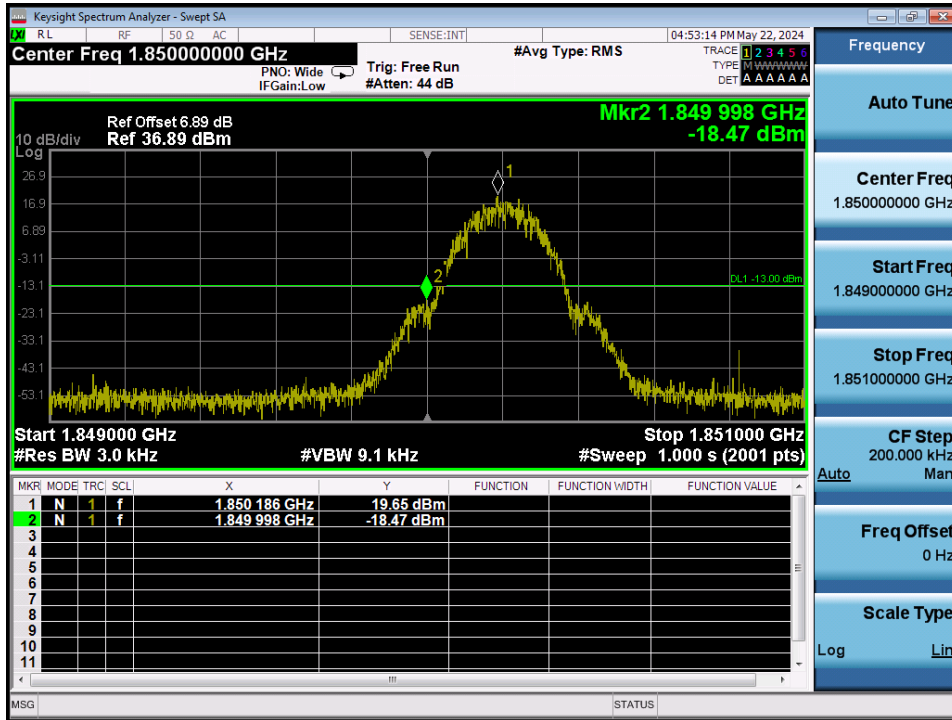 Keysight Spectrum Analyzer - Swept SA
LXI RL RF 50 Ω AC SENSE:INT 04:53:14 PM May 22, 2024
Center Freq 1.850000000 GHz #Avg Type: RMS TRACE 1 2 3 4 5 6
PNO: Wide Trig: Free Run TYPE M WWWWW
IFGain:Low #Atten: 44 dB DET A A A A A A
Mkr2 1.849 998 GHz
Ref Offset 6.89 dB
-18.47 dBm
10 dB/div Ref 36.89 dBm
Log
1
26.9
16.9
6.89
-3.11
2
DL1 -13.00 dBm
-13.1
-23.1
-33.1
-43.1
-53.1
Start 1.849000 GHz Stop 1.851000 GHz
#Res BW 3.0 kHz #VBW 9.1 kHz #Sweep 1.000 s (2001 pts)
MKR MODE TRC SCL X Y FUNCTION FUNCTION WIDTH FUNCTION VALUE
1 N 1 f 1.850 186 GHz 19.65 dBm
2 N 1 f 1.849 998 GHz -18.47 dBm
3
4
5
6
7
8
9
10
11
MSG STATUS
Frequency
Auto Tune
Center Freq
1.850000000 GHz
Start Freq
1.849000000 GHz
Stop Freq
1.851000000 GHz
CF Step
200.000 kHz
Auto Man
Freq Offset
0 Hz
Scale Type
Log Lin